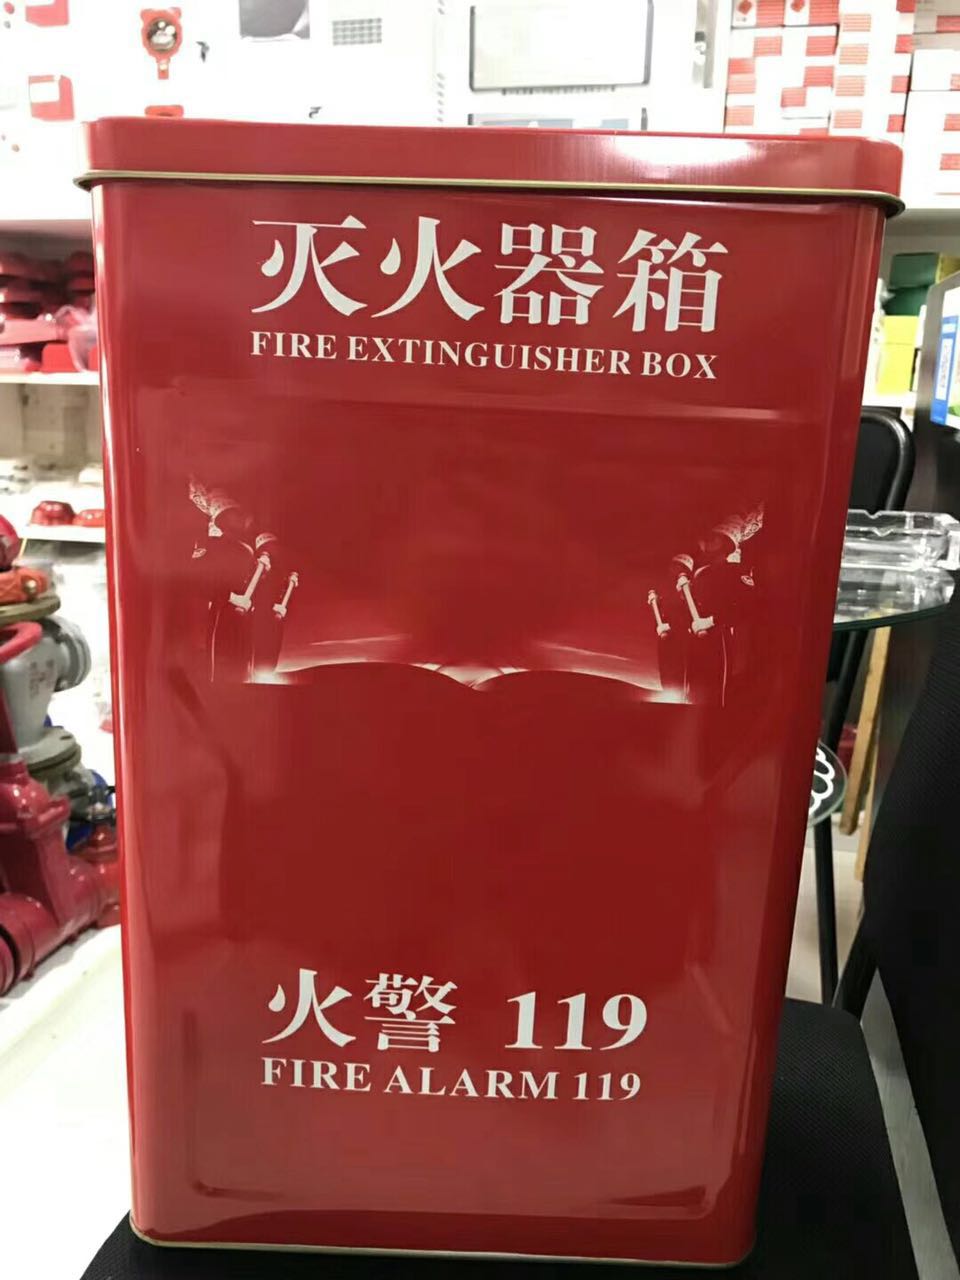 灭火器箱
FIRE EXTINGUISHER BOX
火警 119
FIRE ALARM 119